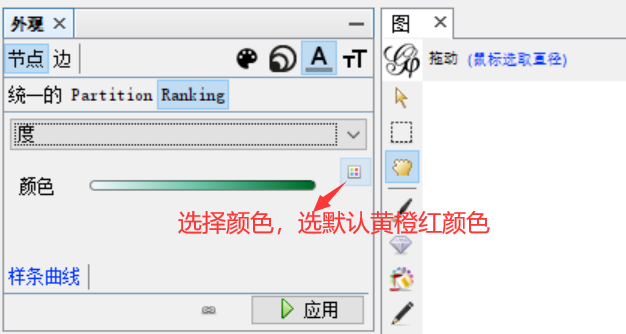 外观
节点 边
A
TT
统一的 Partition Ranking
度
颜色
选择颜色，选默认黄橙红颜色
样条曲线
应用
图
拖动 (鼠标选取直径)